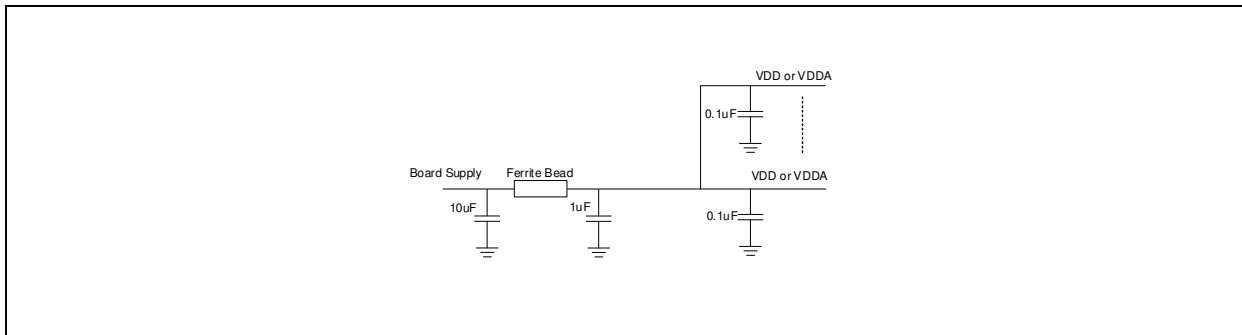 VDD or VDDA
0.1uF
Board Supply
Ferrite Bead
VDD or VDDA
10uF
1uF
0.1uF